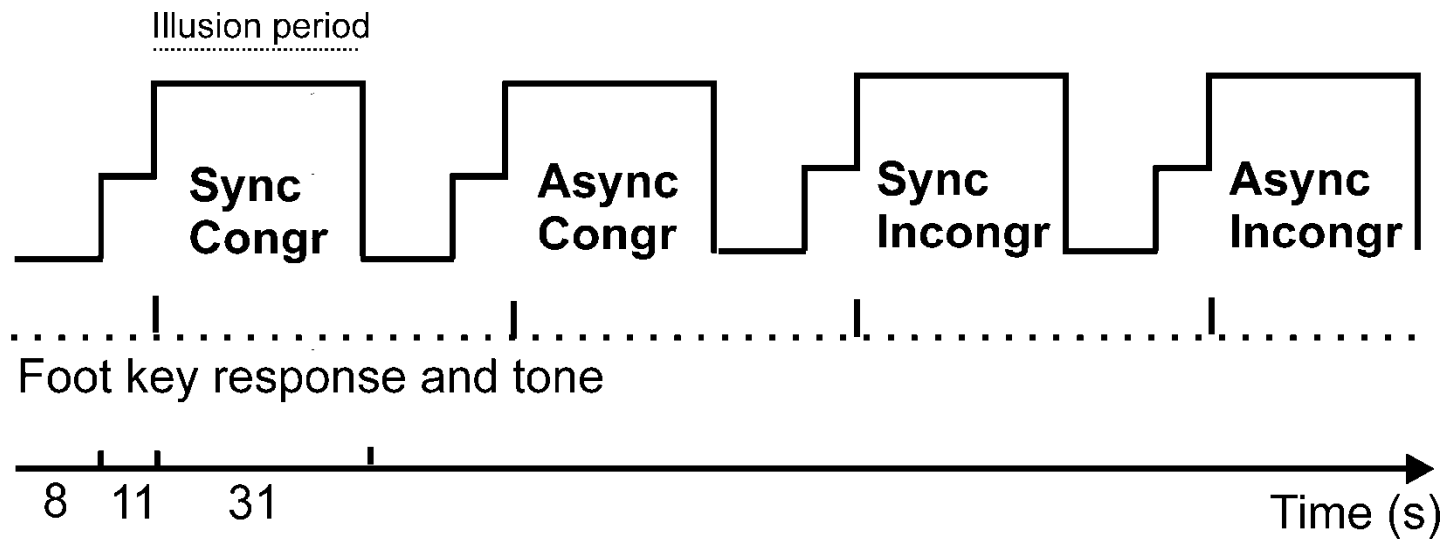 Illusion period
Sync
Congr
Async
Congr
Sync
Incongr
Async
Incongr
Foot key response and tone
8 11 31
Time (s)